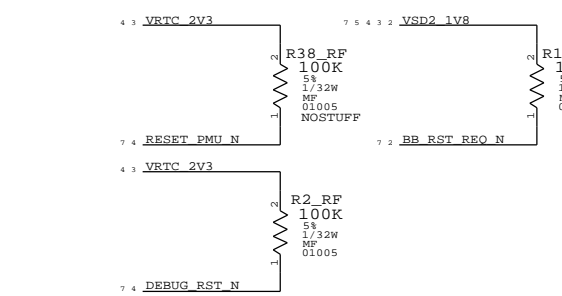 4 3 VRTC_2V3
2
R38_RF
100K
5%
1/32W
MF
01005
NOSTUFF
1
7 4 RESET_PMU_N
7 5 4 3 2 VSD2_1V8
2
R1
1
7 2 BB_RST_REQ_N
4 3 VRTC_2V3
2
R2_RF
100K
5%
1/32W
MF
01005
1
7 4 DEBUG_RST_N